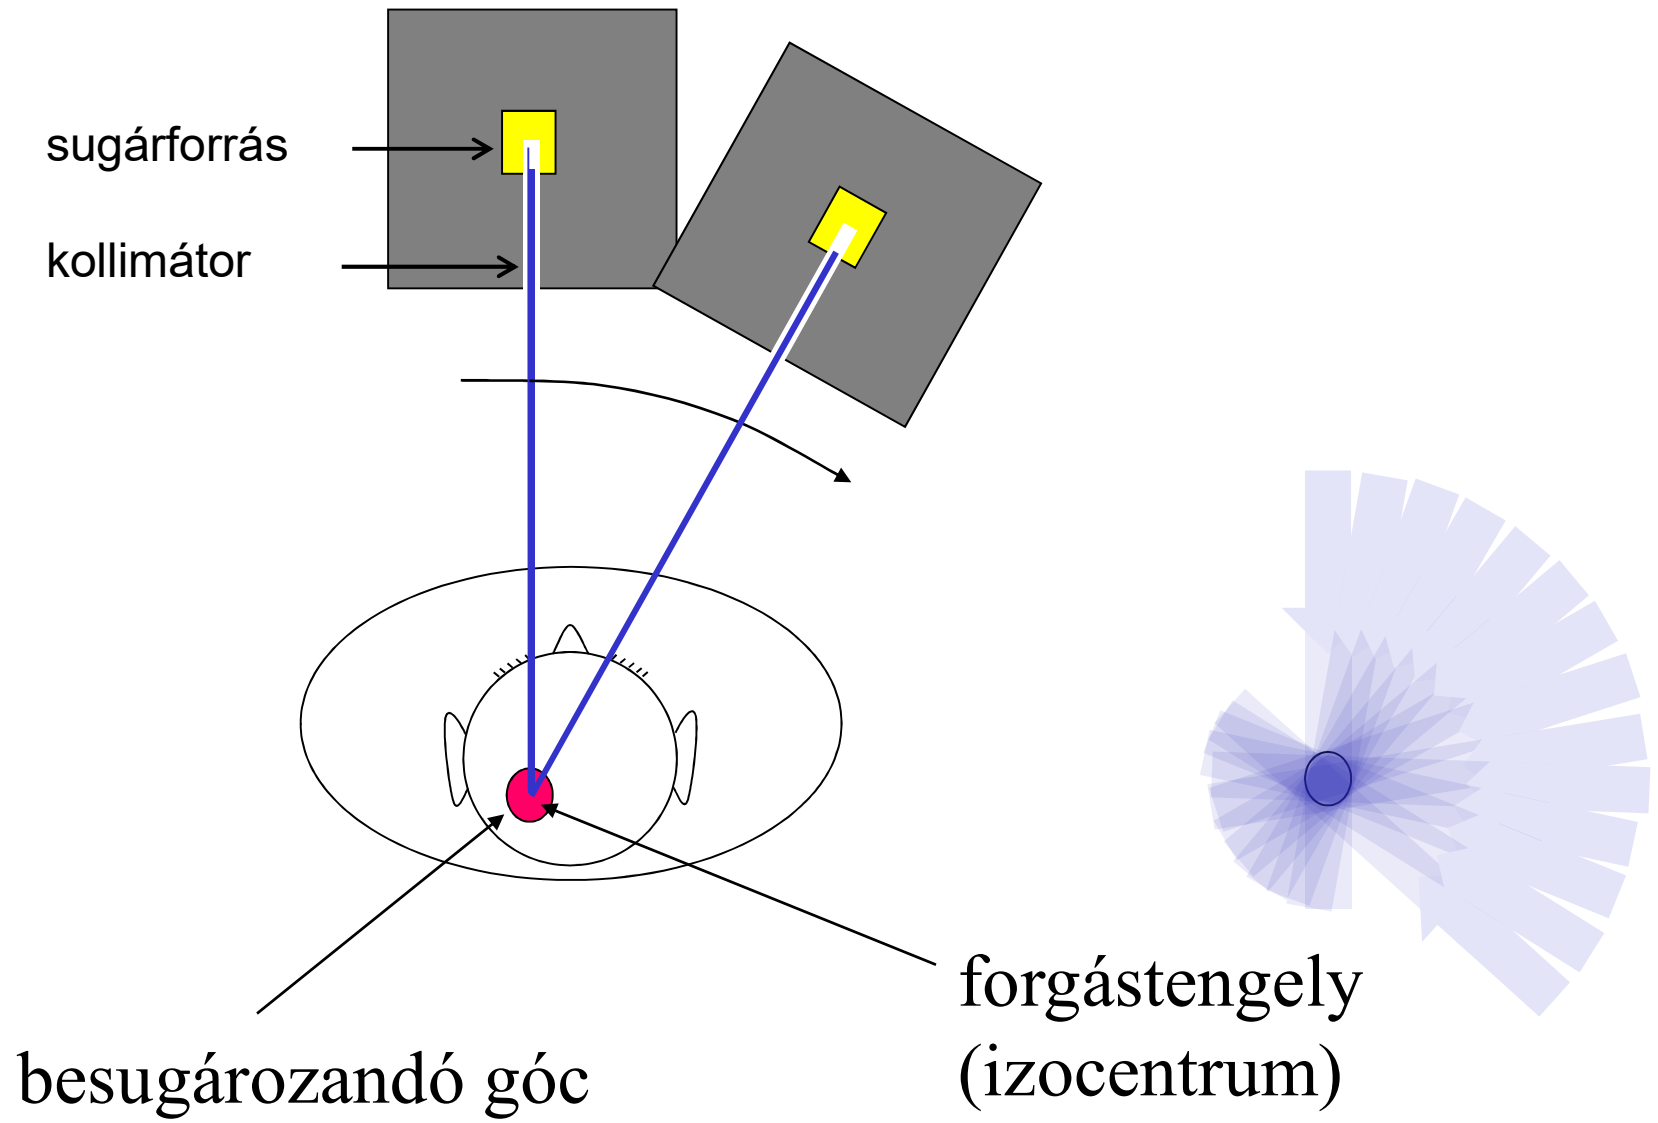 sugárforrás
kollimátor
forgástengely
(izocentrum)
besugározandó góc